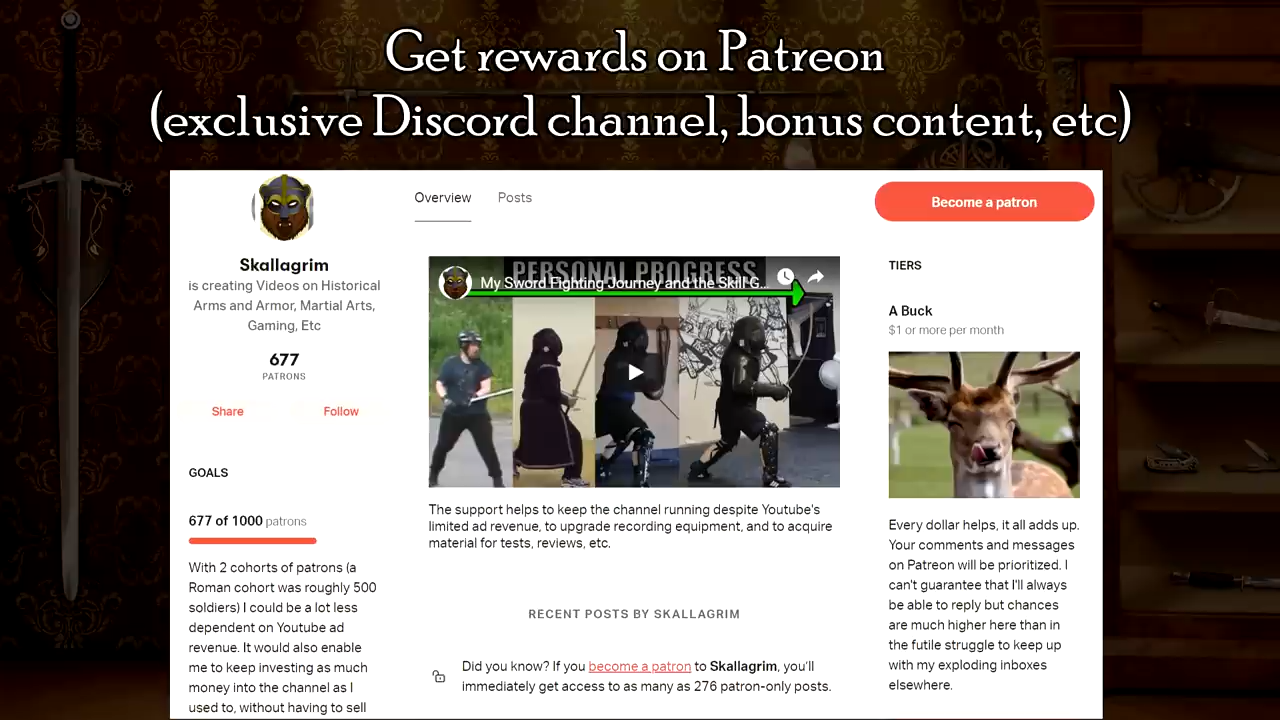 Get rewards on Patreon
(exclusive Discord channel, bonus content, etc)
Skallagrim
is creating Videos on Historical
Arms and Armor, Martial Arts,
Gaming, Etc
677
PATRONS
Share
Follow
GOALS
677 of 1000 patrons
With 2 cohorts of patrons (a
Roman cohort was roughly 500
soldiers) I could be a lot less
dependent on Youtube ad
revenue. It would also enable
me to keep investing as much
money into the channel as I
used to, without having to sell
Overview
Posts
PERSONAL PROGRESS
My Sword Fighting Journey and the Skill G...
The support helps to keep the channel running despite Youtube's
limited ad revenue, to upgrade recording equipment, and to acquire
material for tests, reviews, etc.
RECENT POSTS BY SKALLAGRIM
Did you know? If you become a patron to Skallagrim, you'll
immediately get access to as many as 276 patron-only posts.
Become a patron
TIERS
A Buck
$1 or more per month
Every dollar helps, it all adds up.
Your comments and messages
on Patreon will be prioritized. I
can't guarantee that I'll always
be able to reply but chances
are much higher here than in
the futile struggle to keep up
with my exploding inboxes
elsewhere.